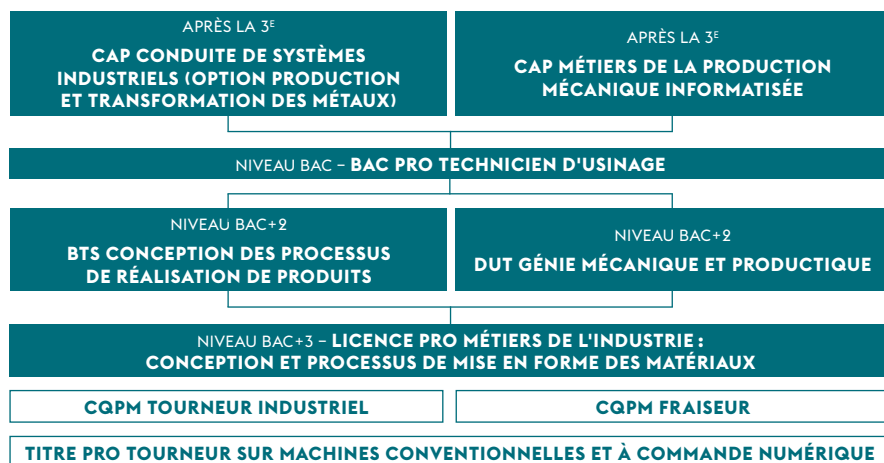 APRÈS LA 3E
CAP CONDUITE DE SYSTÈMES
INDUSTRIELS (OPTION PRODUCTION
ET TRANSFORMATION DES MÉTAUX)
APRÈS LA 3E
CAP MÉTIERS DE LA PRODUCTION
MÉCANIQUE INFORMATISÉE
NIVEAU BAC – BAC PRO TECHNICIEN D'USINAGE
NIVEAU BAC+2
BTS CONCEPTION DES PROCESSUS
DE RÉALISATION DE PRODUITS
NIVEAU BAC+2
DUT GÉNIE MÉCANIQUE ET PRODUCTIQUE
NIVEAU BAC+3 – LICENCE PRO MÉTIERS DE L'INDUSTRIE :
CONCEPTION ET PROCESSUS DE MISE EN FORME DES MATÉRIAUX
CQPM TOURNEUR INDUSTRIEL
CQPM FRAISEUR
TITRE PRO TOURNEUR SUR MACHINES CONVENTIONNELLES ET À COMMANDE NUMÉRIQUE